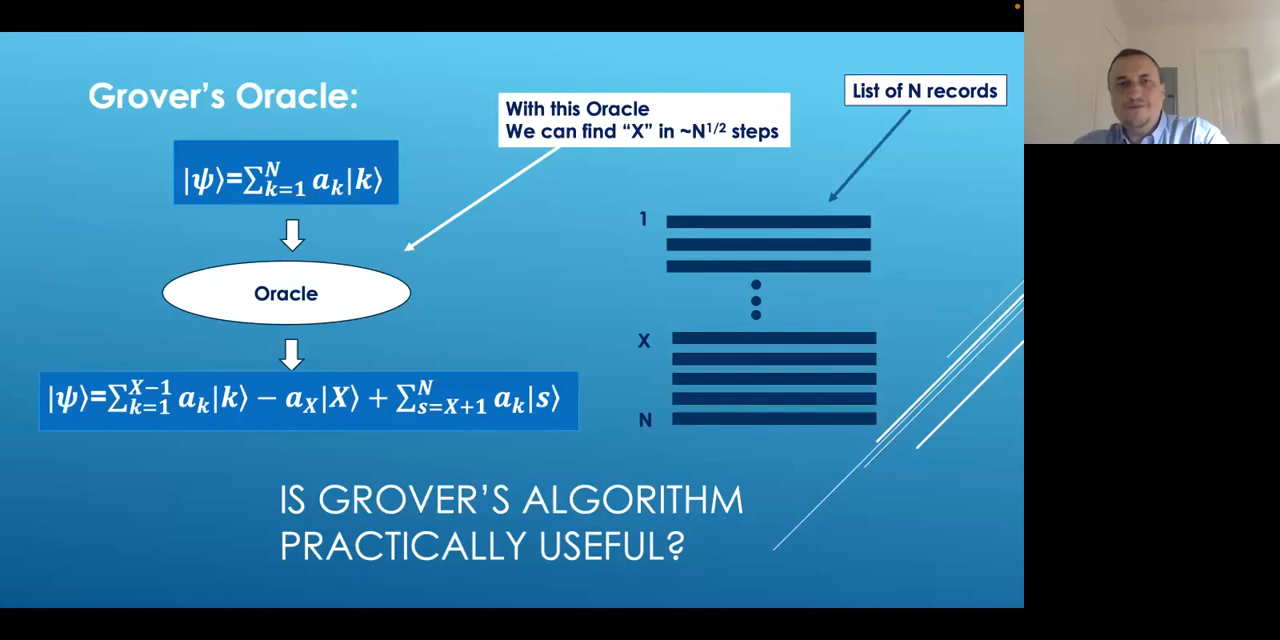 Grover's Oracle:
|ψ⟩=∑_{k=1}^{N} a_k|k⟩
Oracle
|ψ⟩=∑_{k=1}^{X−1} a_k|k⟩ − a_X|X⟩ + ∑_{s=X+1}^{N} a_k|s⟩
With this Oracle
We can find “X” in ~N^{1/2} steps
List of N records
1
X
N
IS GROVER'S ALGORITHM
PRACTICALLY USEFUL?